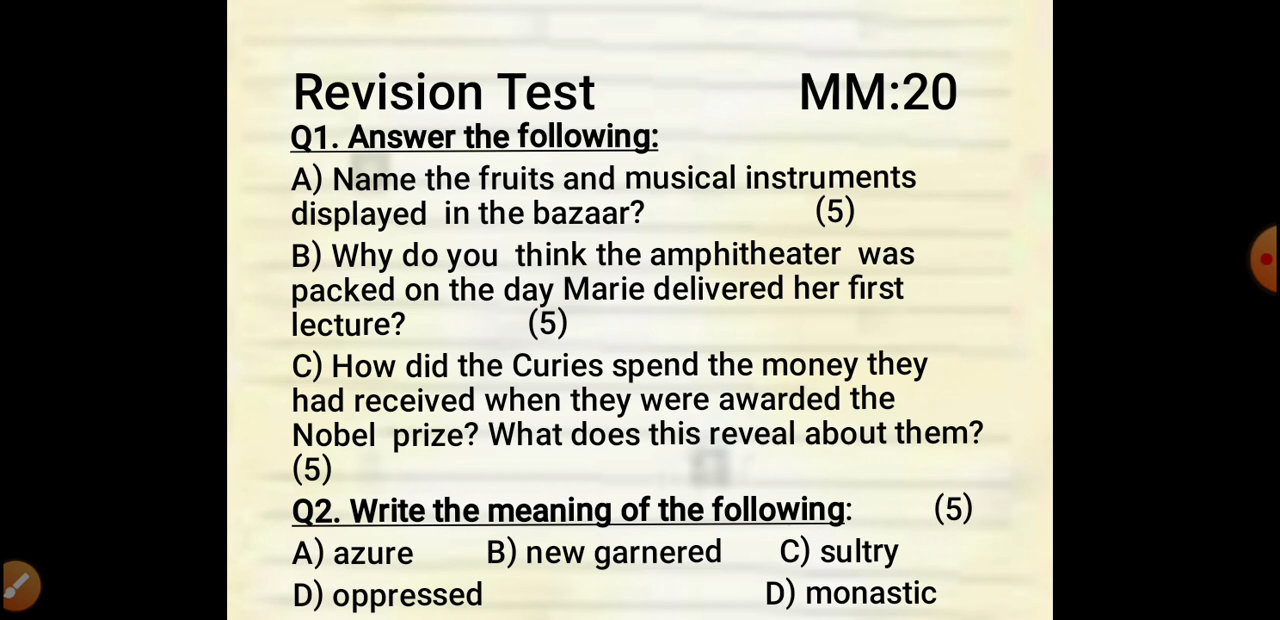 Revision Test MM:20
Q1. Answer the following:
A) Name the fruits and musical instruments
displayed in the bazaar? (5)
B) Why do you think the amphitheater was
packed on the day Marie delivered her first
lecture? (5)
C) How did the Curies spend the money they
had received when they were awarded the
Nobel prize? What does this reveal about them?
(5)
Q2. Write the meaning of the following: (5)
A) azure B) new garnered C) sultry
D) oppressed D) monastic